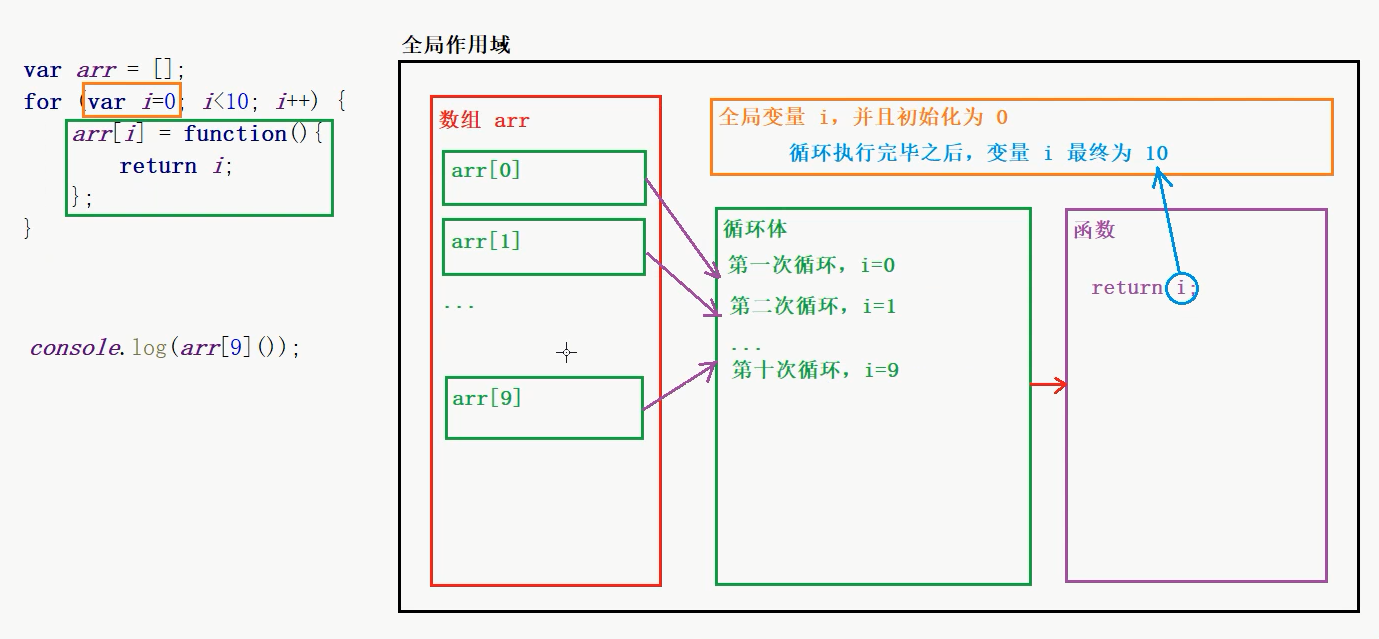 var arr = [];
for (var i=0; i<10; i++) {
arr[i] = function(){
return i;
};
}
console.log(arr[9]());
全局作用域
数组 arr
arr[0]
arr[1]
...
arr[9]
全局变量 i，并且初始化为 0
循环执行完毕之后，变量 i 最终为 10
循环体
第一次循环，i=0
第二次循环，i=1
...
第十次循环，i=9
函数
return i;